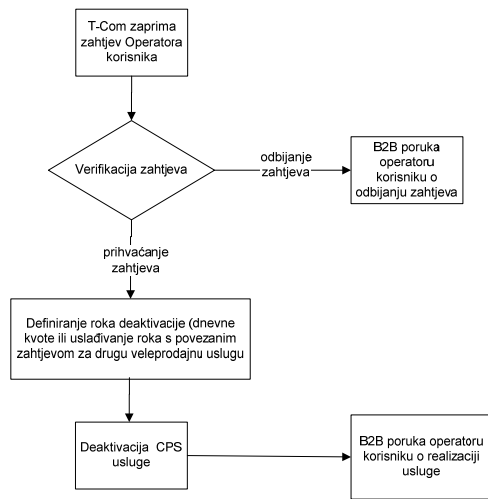 T-Com zaprima
zahtjev Operatora
korisnika
Verifikacija zahtjeva
odbijanje
zahtjeva
B2B poruka
operatoru
korisniku o
odbijanju zahtjeva
prihvaćanje
zahtjeva
Definiranje roka deaktivacije (dnevne
kvote ili uslađivanje roka s povezanim
zahtjevom za drugu veleprodajnu uslugu
Deaktivacija CPS
usluge
B2B poruka operatoru
korisniku o realizaciji
usluge